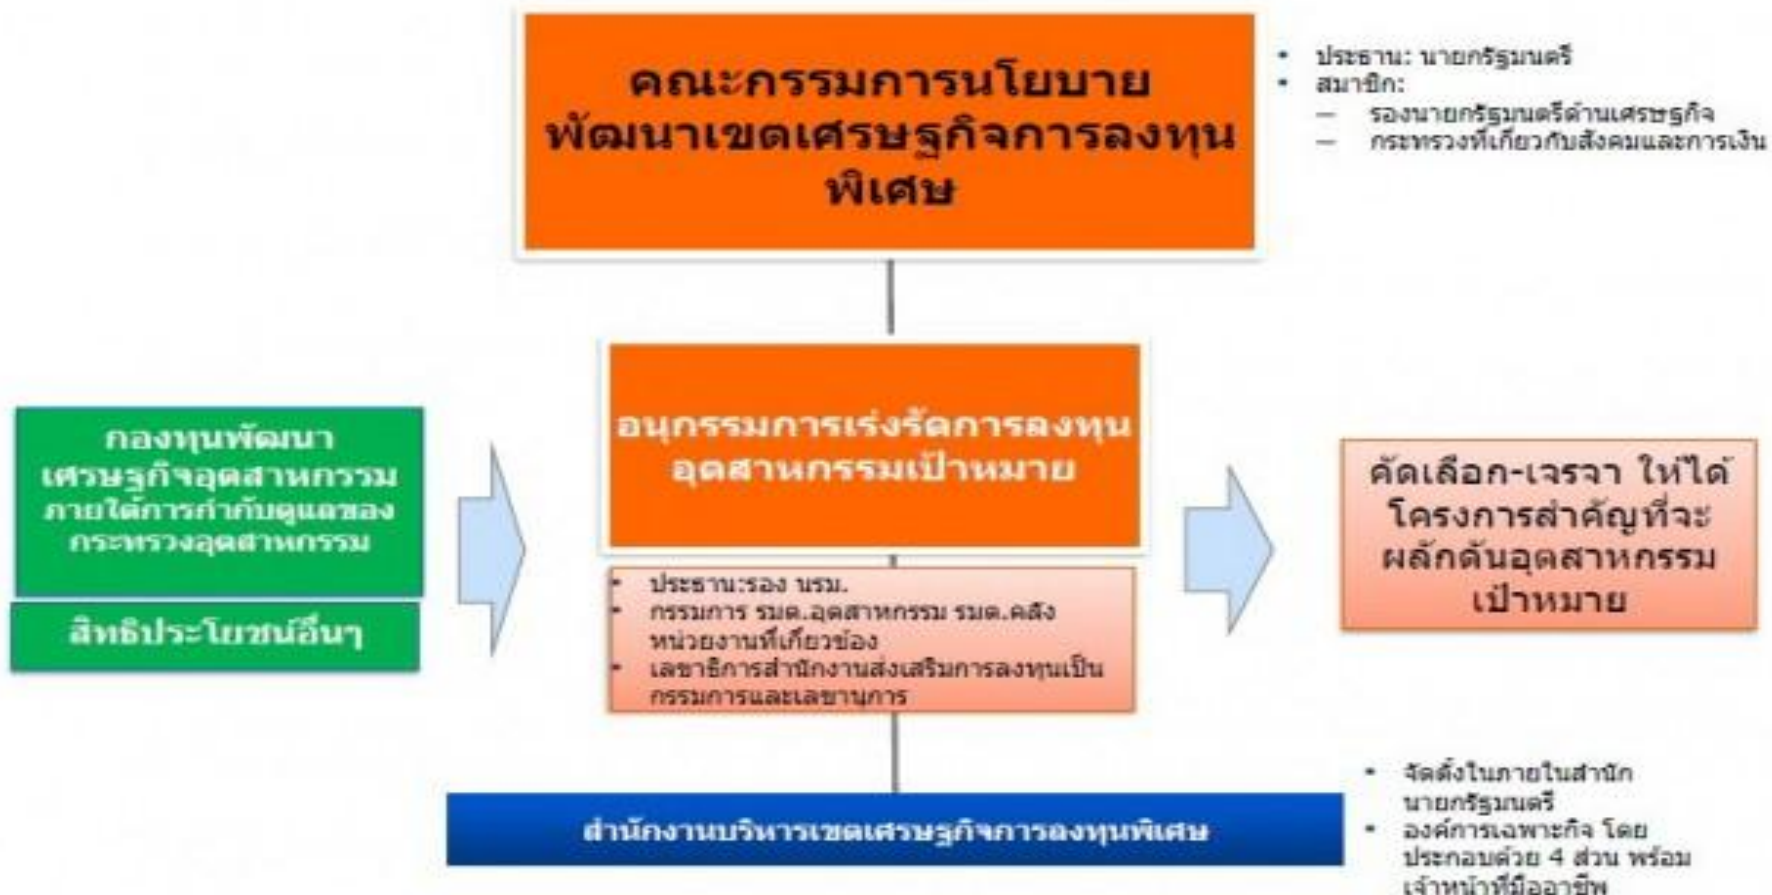 คณะกรรมการนโยบาย
พัฒนาเขตเศรษฐกิจการลงทุน
พิเศษ
• ประธาน: นายกรัฐมนตรี
• สมาชิก:
– รองนายกรัฐมนตรีด้านเศรษฐกิจ
– กระทรวงที่เกี่ยวกับสังคมและการเงิน
กองทุนพัฒนา
เศรษฐกิจอุตสาหกรรม
ภายใต้การกำกับดูแลของ
กระทรวงอุตสาหกรรม
สิทธิประโยชน์อื่นๆ
อนุกรรมการเร่งรัดการลงทุน
อุตสาหกรรมเป้าหมาย
• ประธาน:รอง นรม.
• กรรมการ รมต.อุตสาหกรรม รมต.คลัง
หน่วยงานที่เกี่ยวข้อง
• เลขาธิการสำนักงานส่งเสริมการลงทุนเป็น
กรรมการและเลขานุการ
คัดเลือก-เจรจา ให้ได้
โครงการสำคัญที่จะ
ผลักดันอุตสาหกรรม
เป้าหมาย
สำนักงานบริหารเขตเศรษฐกิจการลงทุนพิเศษ
• จัดตั้งในภายในสำนัก
นายกรัฐมนตรี
• องค์การเฉพาะกิจ โดย
ประกอบด้วย 4 ส่วน พร้อม
เจ้าหน้าที่มืออาชีพ